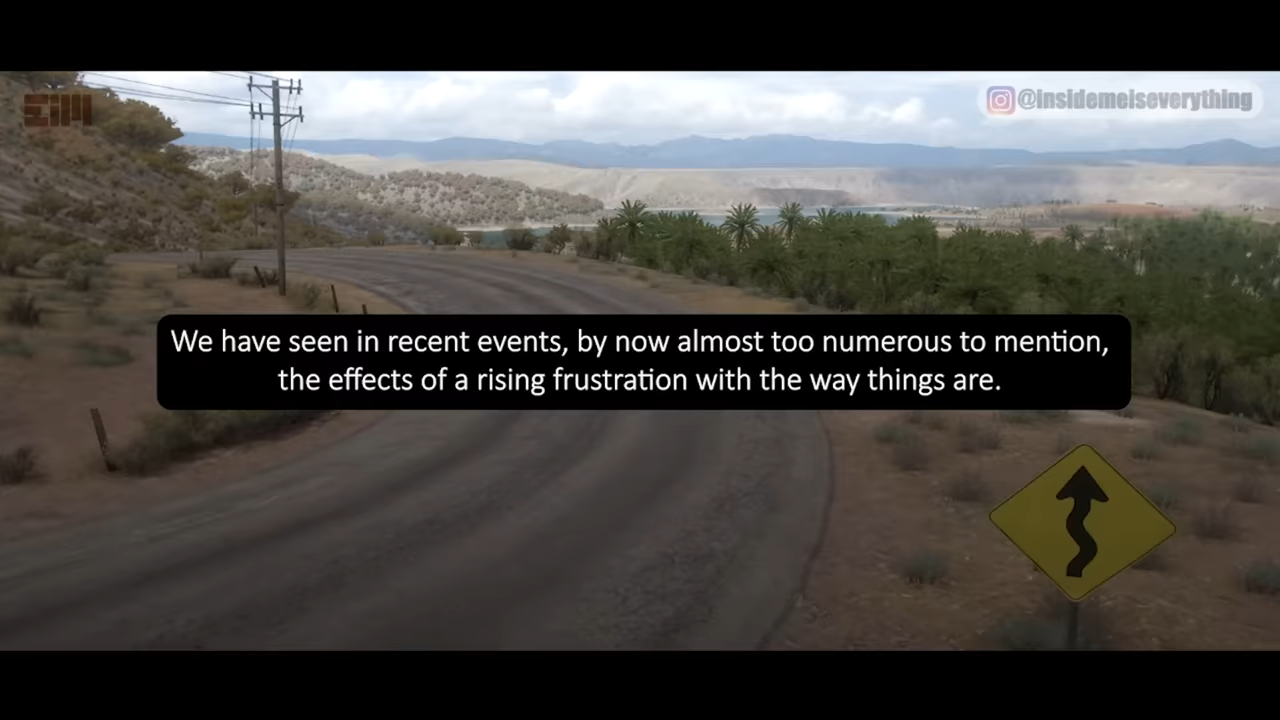 @insidemeiseverything
We have seen in recent events, by now almost too numerous to mention,
the effects of a rising frustration with the way things are.